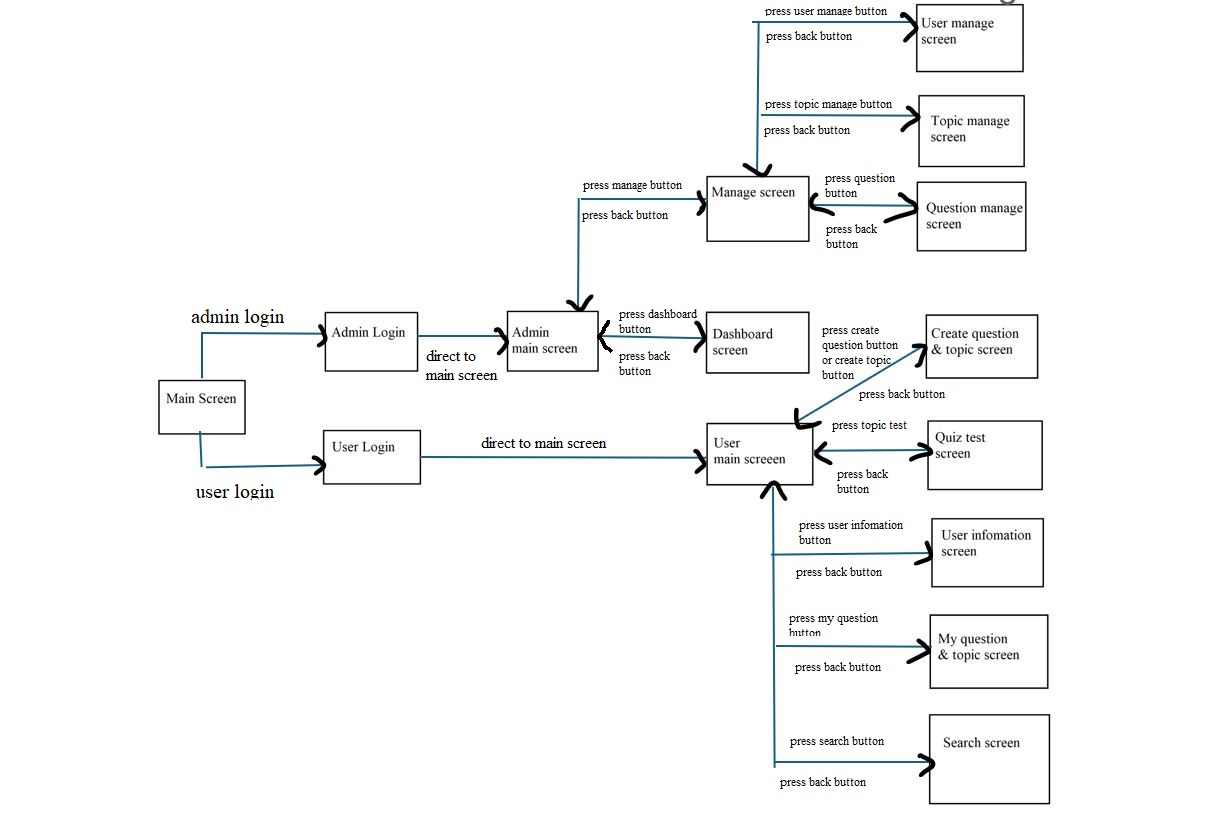 press user manage button
press back button
User manage
screen
press topic manage button
press back button
Topic manage
screen
press manage button
press back button
Manage screen
press question
button
press back
button
Question manage
screen
admin login
Admin Login
direct to
main screen
Admin
main screen
press dashboard
button
press back
button
Dashboard
screen
press create
question button
or create topic
button
press back button
Create question
& topic screen
Main Screen
user login
User Login
direct to main screen
User
main screeen
press topic test
press back
button
Quiz test
screen
press user infomation
button
press back button
User infomation
screen
press my question
button
press back button
My question
& topic screen
press search button
press back button
Search screen